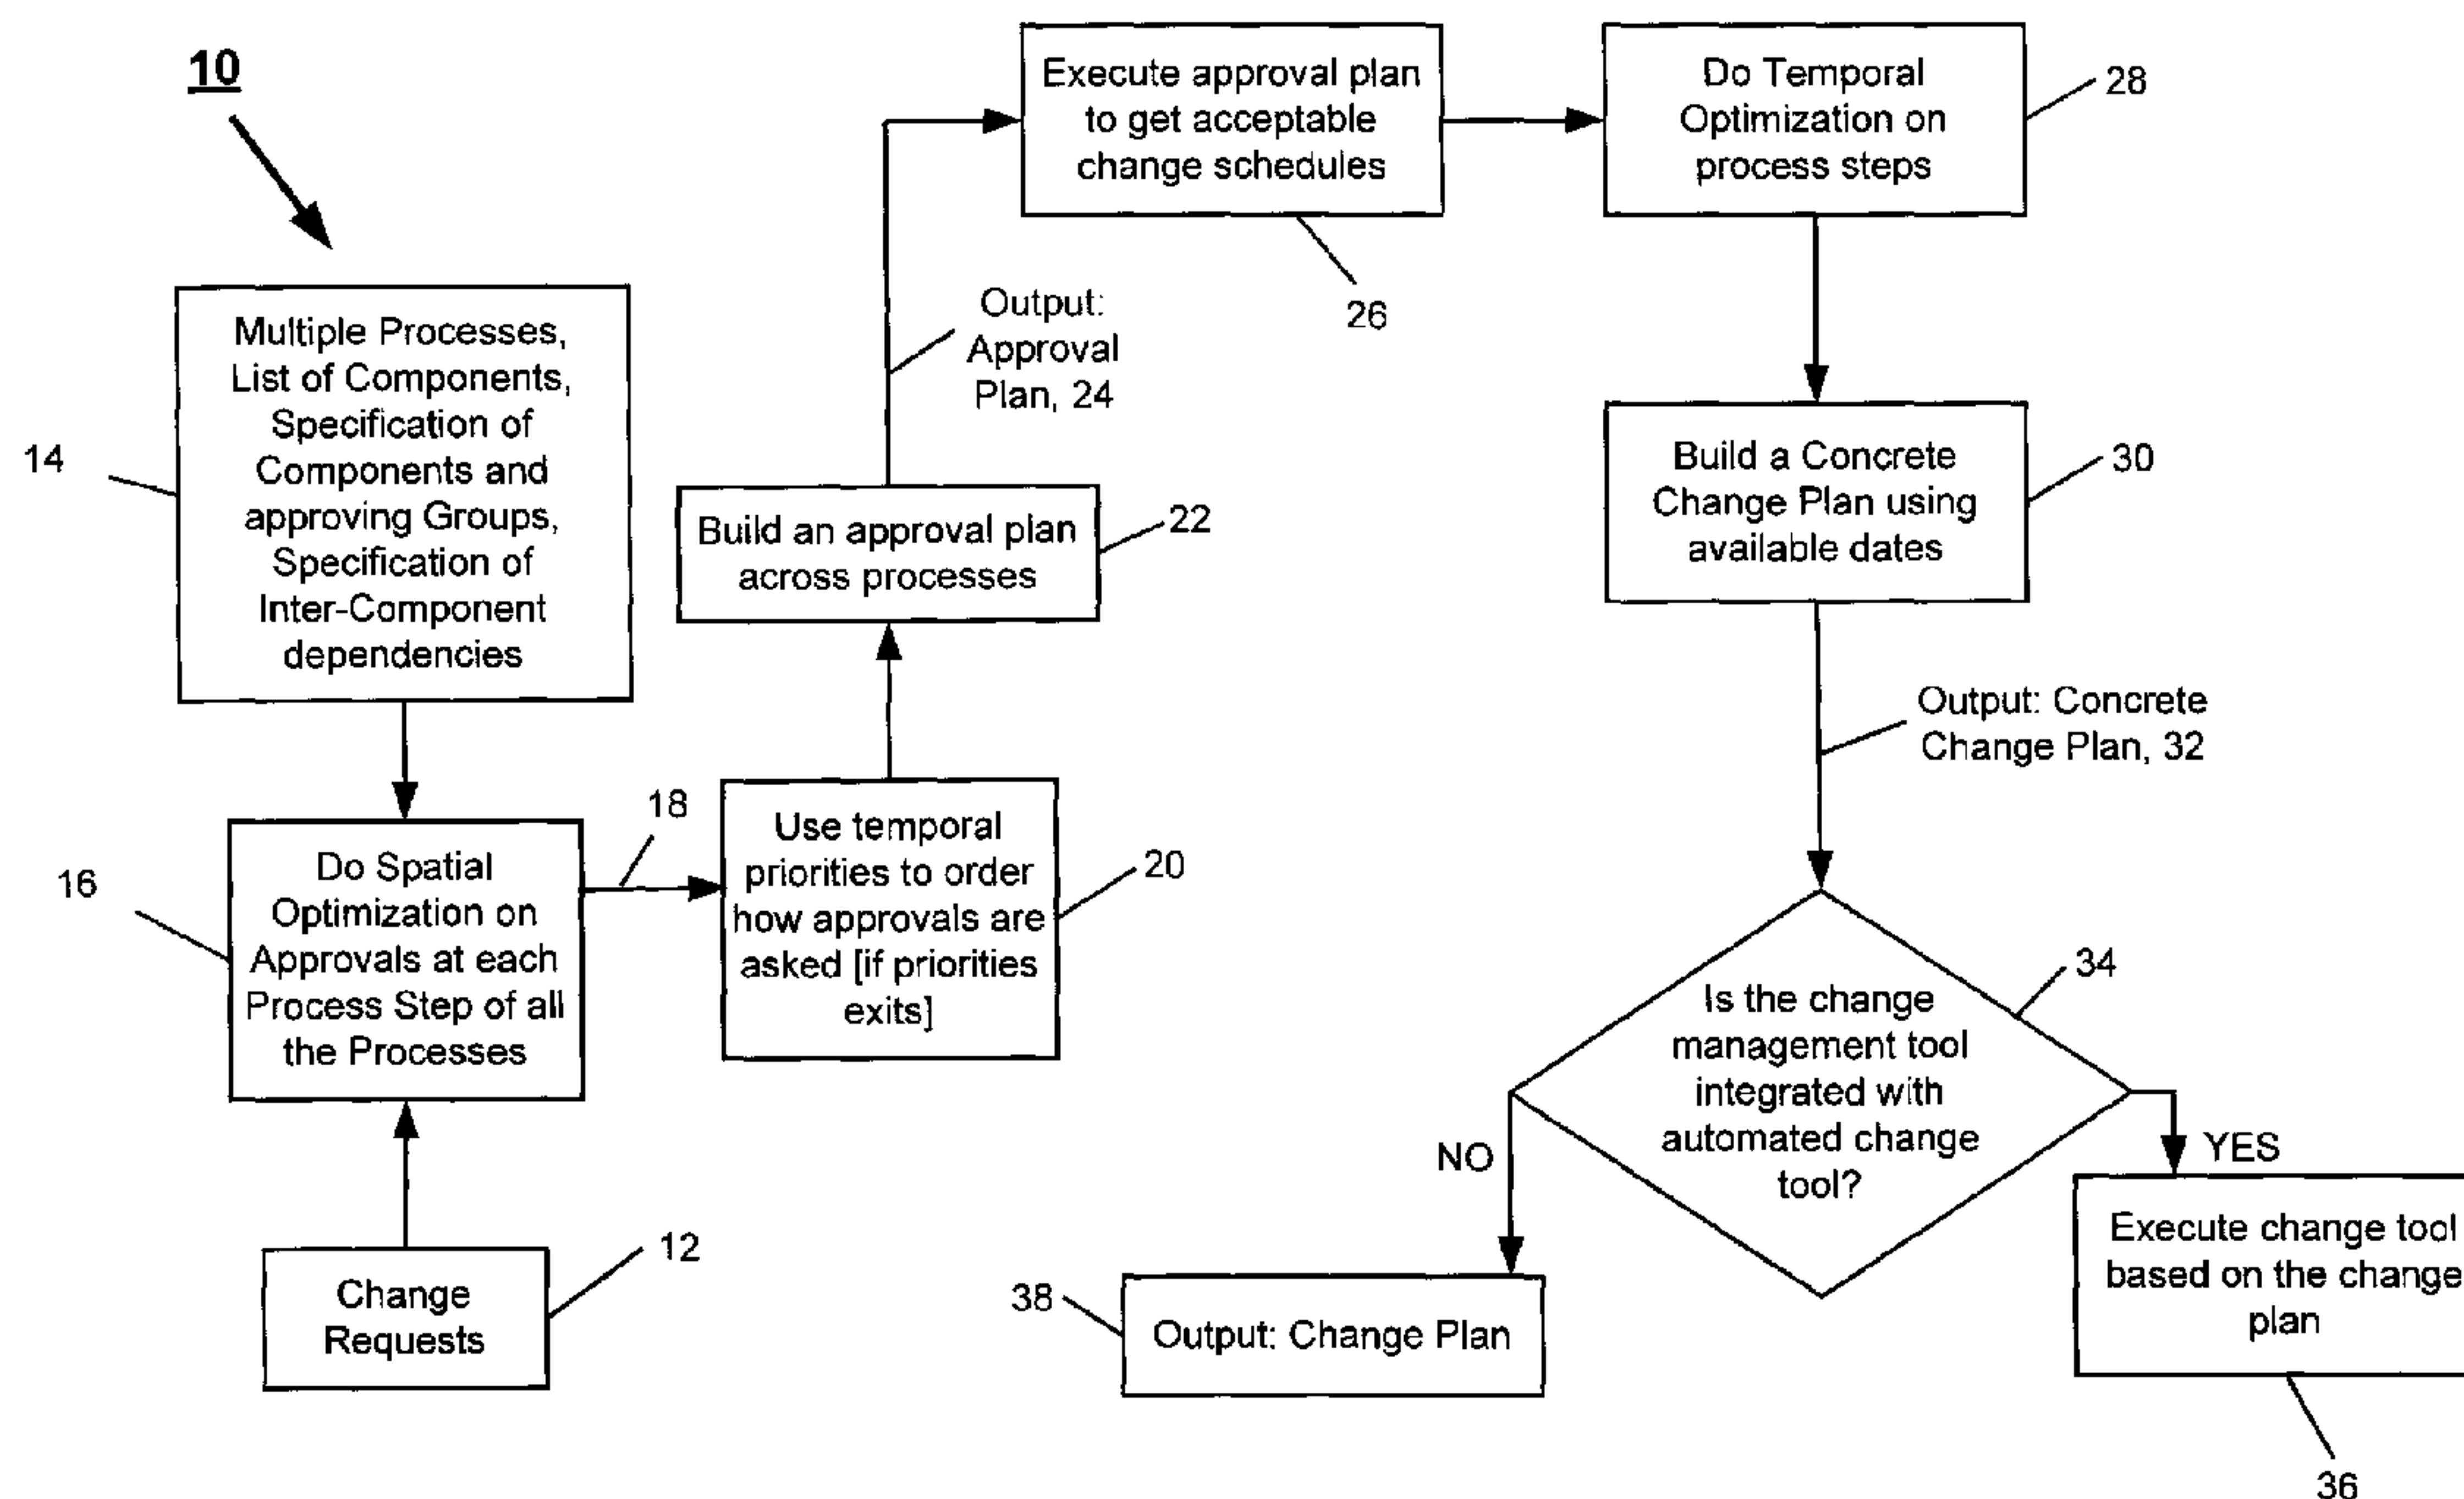 10
Multiple Processes,
List of Components,
Specification of
Components and
approving Groups,
Specification of
Inter-Component
dependencies
14
Do Spatial
Optimization on
Approvals at each
Process Step of all
the Processes
16
Change
Requests
12
18
Use temporal
priorities to order
how approvals are
asked [if priorities
exits]
20
Build an approval plan
across processes
22
Output:
Approval
Plan, 24
Execute approval plan
to get acceptable
change schedules
26
Do Temporal
Optimization on
process steps
28
Build a Concrete
Change Plan using
available dates
30
Output: Concrete
Change Plan, 32
Is the change
management tool
integrated with
automated change
tool?
34
NO
YES
Output: Change Plan
38
Execute change tool
based on the change
plan
36